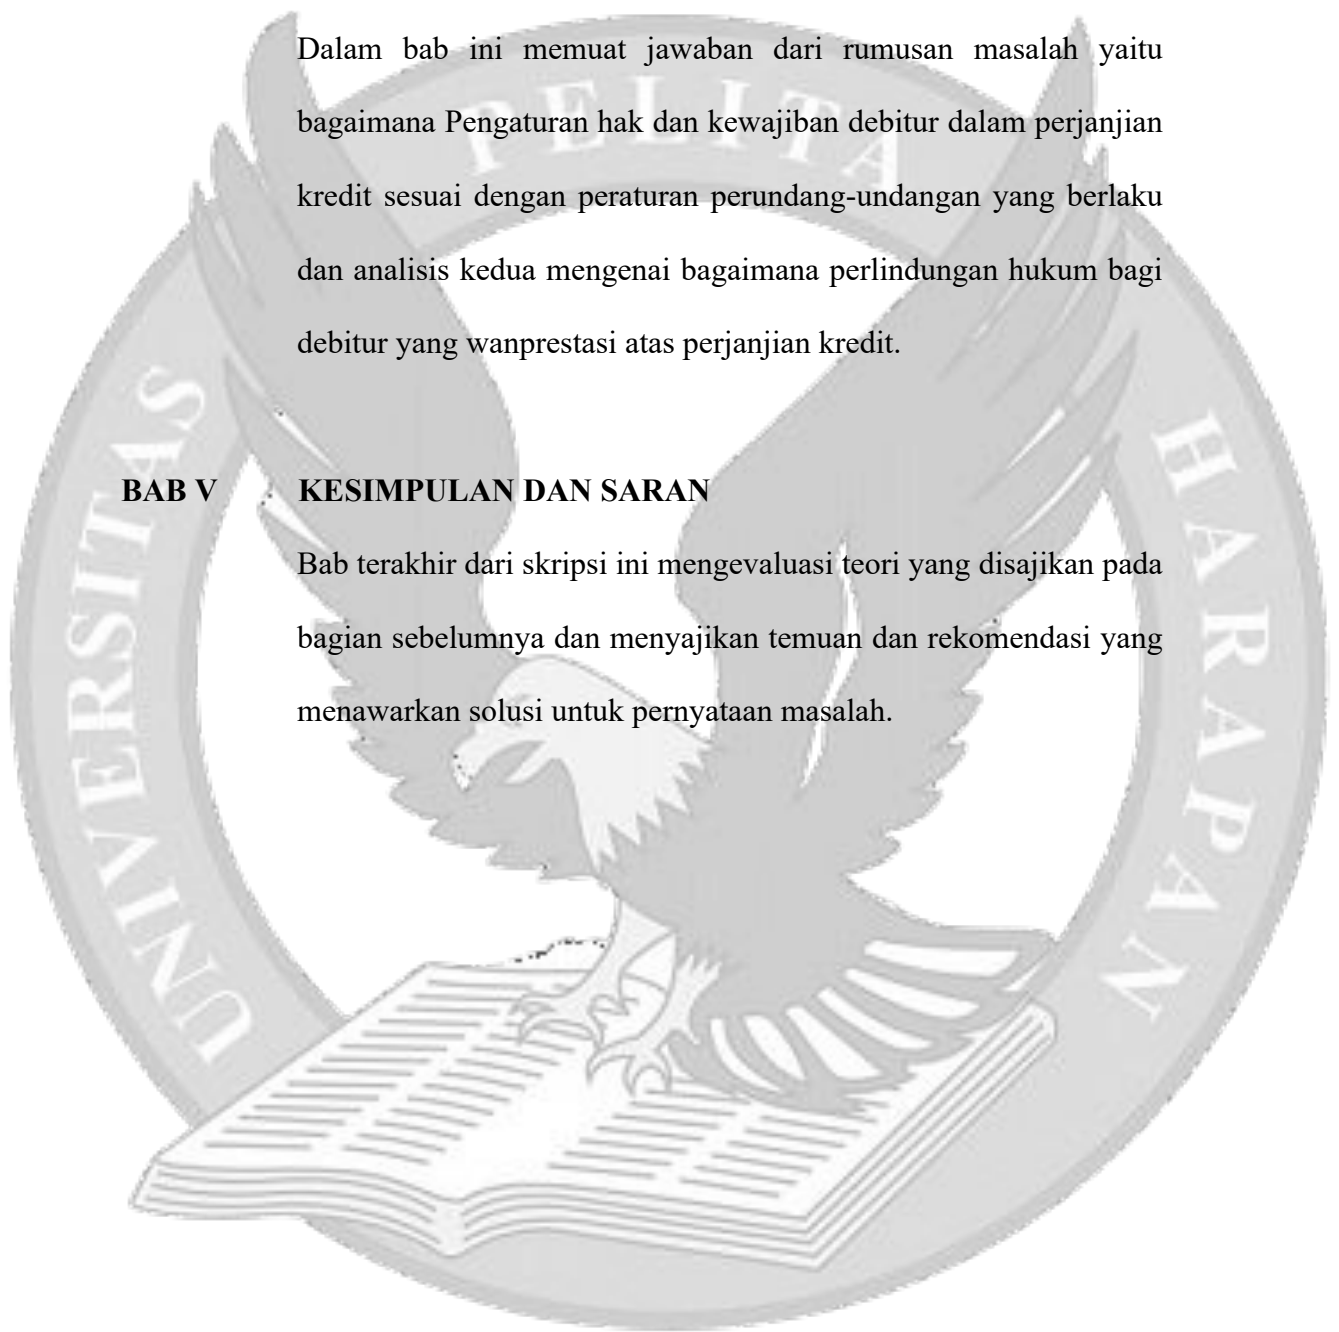 Dalam bab ini memuat jawaban dari rumusan masalah yaitu
bagaimana Pengaturan hak dan kewajiban debitur dalam perjanjian
kredit sesuai dengan peraturan perundang-undangan yang berlaku
dan analisis kedua mengenai bagaimana perlindungan hukum bagi
debitur yang wanprestasi atas perjanjian kredit.
BAB V KESIMPULAN DAN SARAN
Bab terakhir dari skripsi ini mengevaluasi teori yang disajikan pada
bagian sebelumnya dan menyajikan temuan dan rekomendasi yang
menawarkan solusi untuk pernyataan masalah.
UNIVERSITAS PELITA HARAPAN